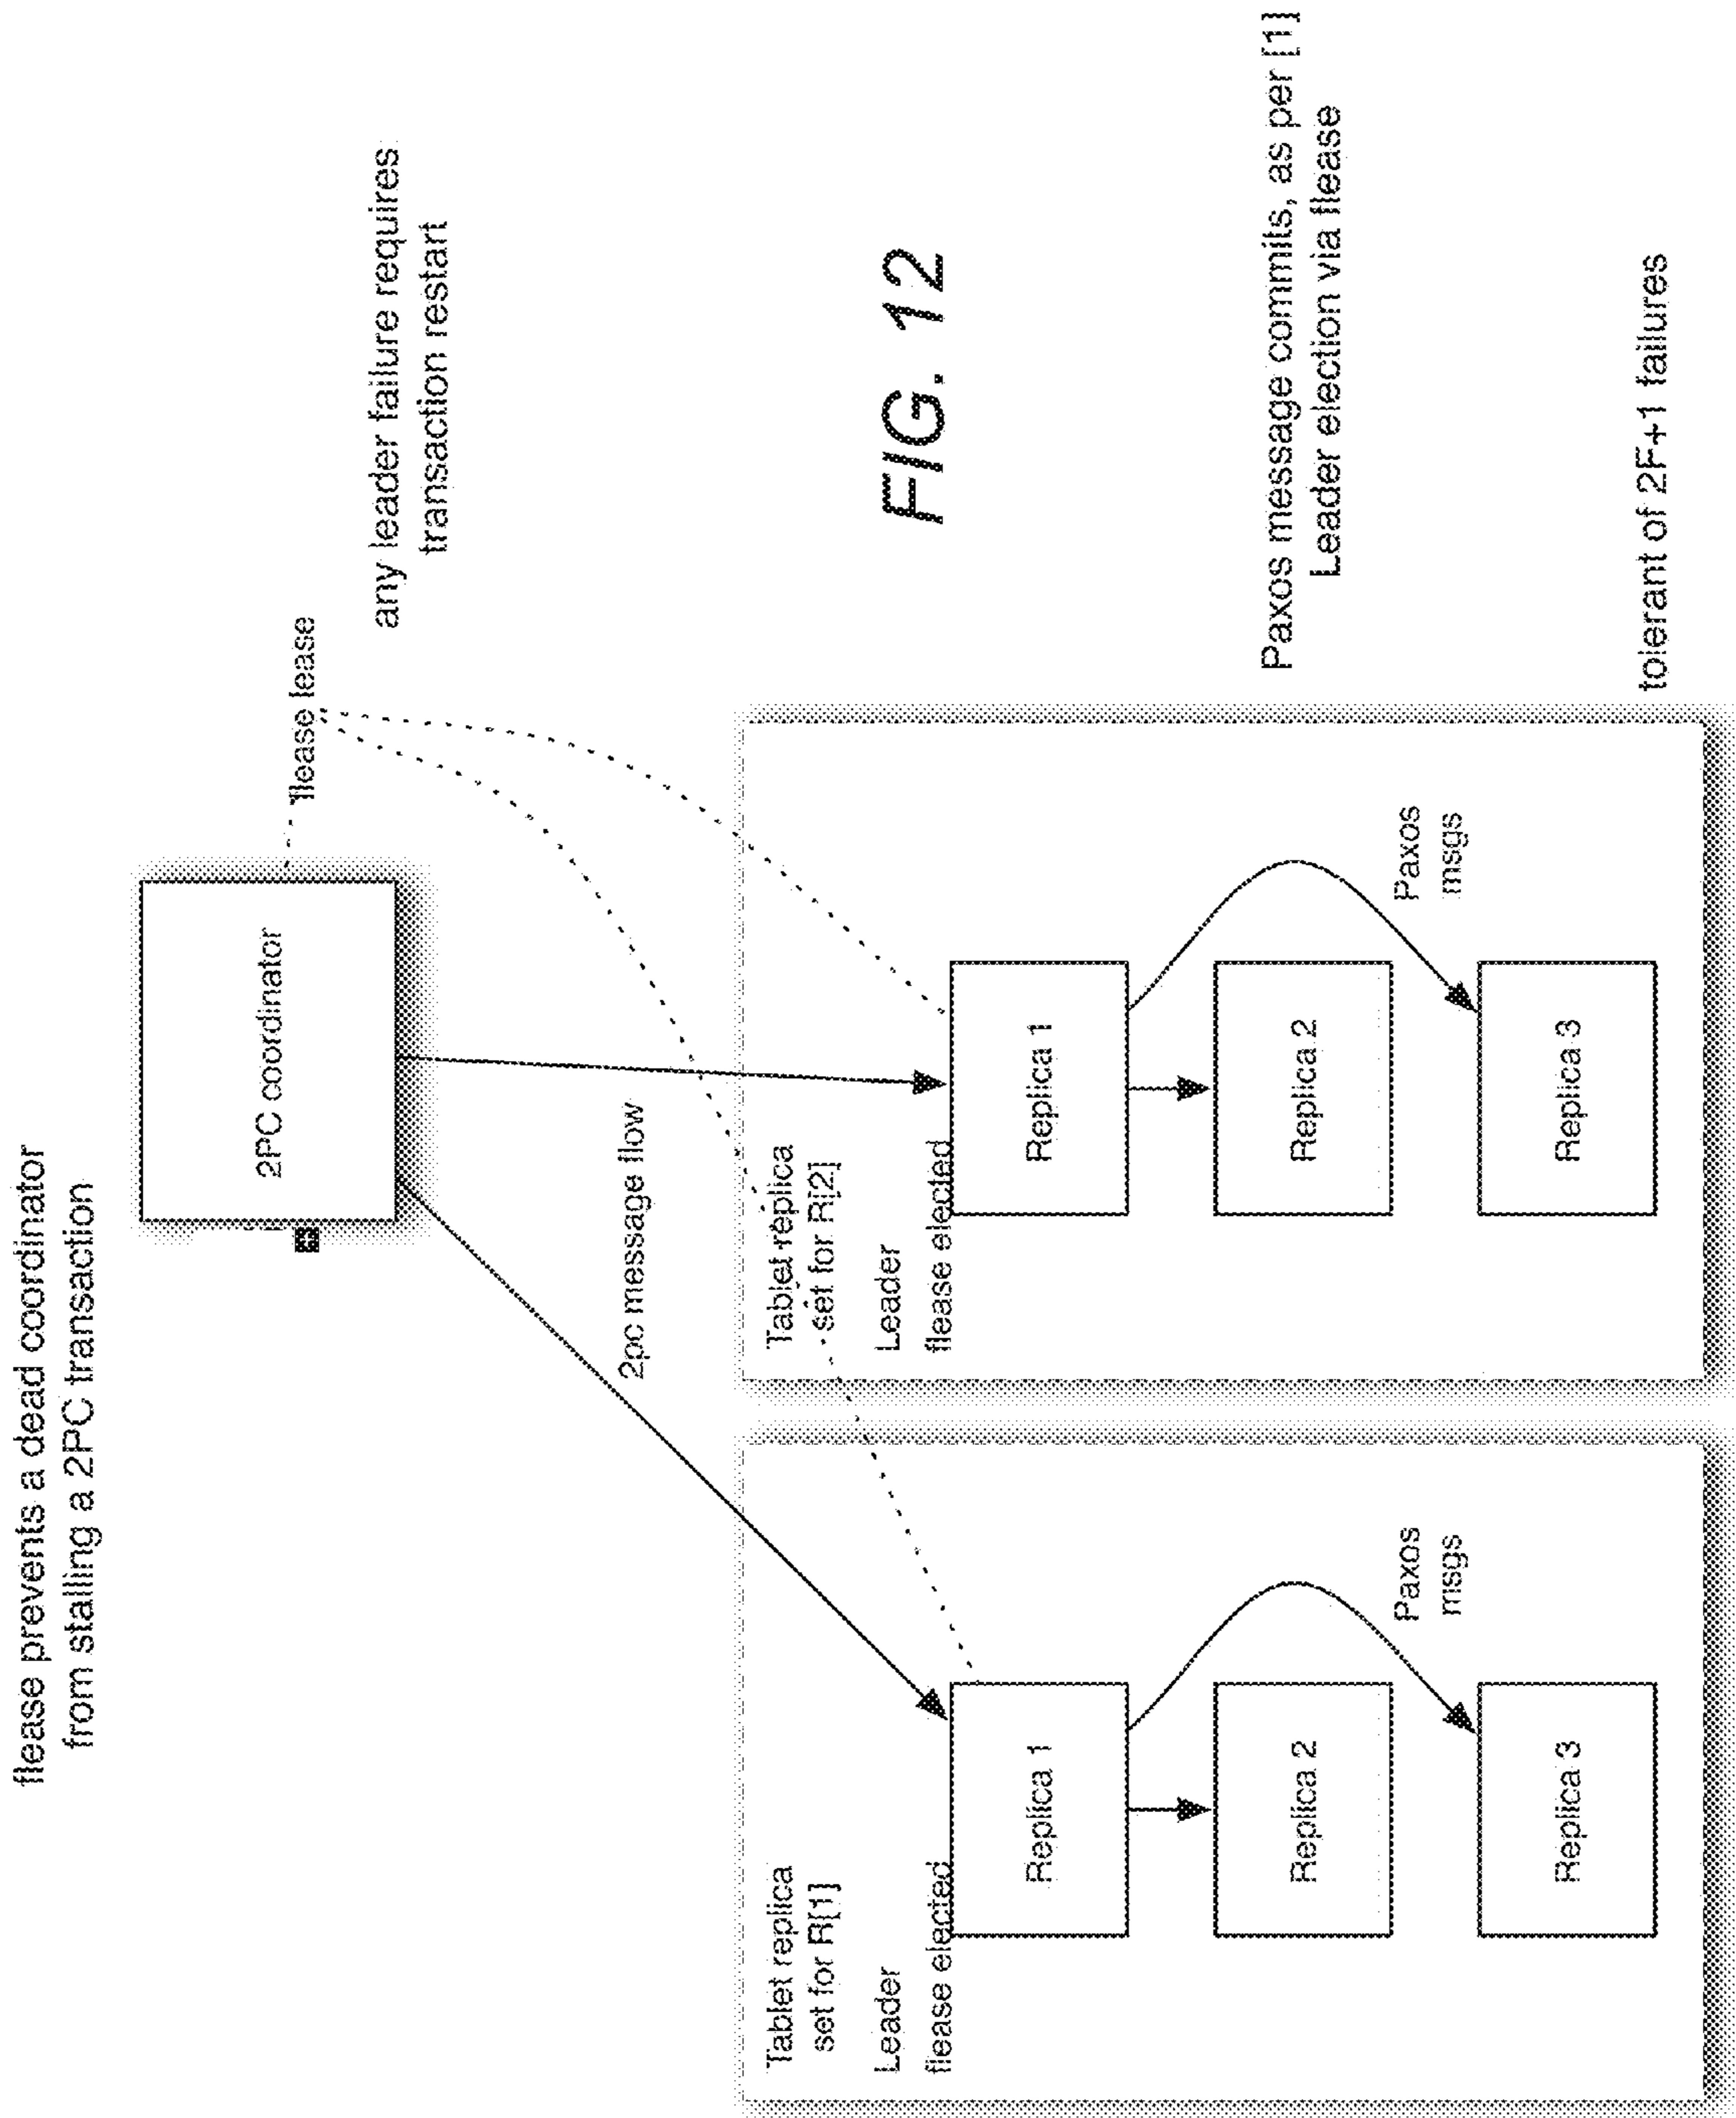 flease prevents a dead coordinator
from stalling a 2PC transaction
2PC coordinator
flease lease
any leader failure requires
transaction restart
2pc message flow
Tablet replica
set for R[1]
Leader
flease elected
Replica 1
Replica 2
Paxos
msgs
Replica 3
Tablet replica
set for R[2]
Leader
flease elected
Replica 1
Replica 2
Paxos
msgs
Replica 3
FIG. 12
Paxos message commits, as per [1]
Leader election via flease
tolerant of 2F+1 failures